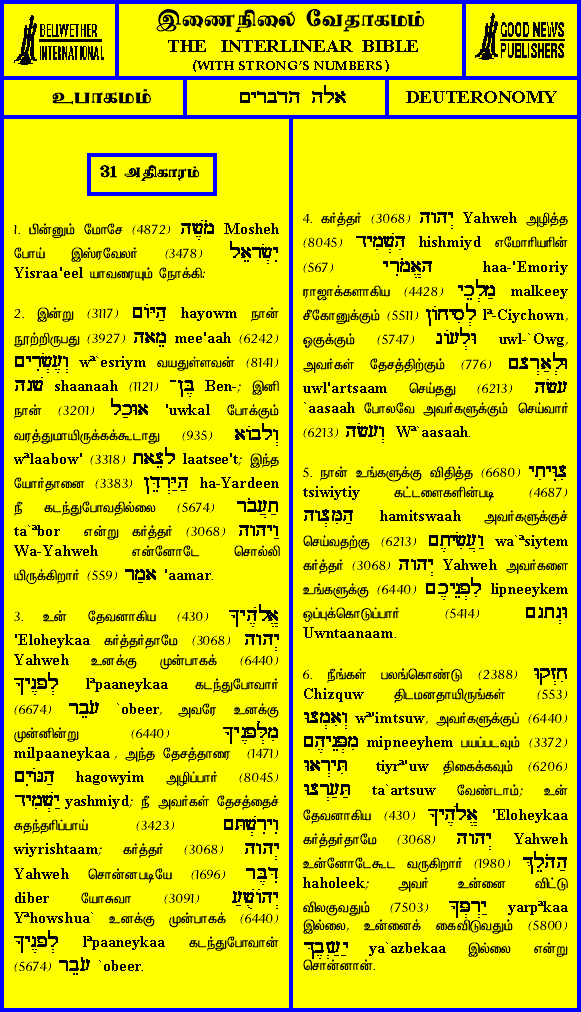 BELLWETHER
INTERNATIONAL
இணைநிலை வேதாகமம்
THE INTERLINEAR BIBLE
(WITH STRONG'S NUMBERS)
GOOD NEWS
PUBLISHERS
உபாகமம்
אלה הדברים
DEUTERONOMY
31 அதிகாரம்
1. பின்னும் மோசே (4872) מֹשֶׁה Mosheh
போய் இஸ்ரவேலர் (3478) יִשְׂרָאֵל
Yisraa'eel யாவரையும் நோக்கி:
2. இன்று (3117) הַיּוֹם hayowm நான்
நூற்றிருபது (3927) מֵאָה mee'aah (6242)
וְעֶשְׂרִים wª`esriym வயதுள்ளவன் (8141)
שָׁנָה shaanaah (1121) בֶּן־ Ben-; இனி
நான் (3201) אוּכַל 'uwkal போக்கும்
வரத்துமாயிருக்கக்கூடாது (935) וְלָבוֹא
wªlaabow' (3318) לָצֵאת laatsee't; இந்த
யோர்தானை (3383) הַיַּרְדֵּן ha-Yardeen
நீ கடந்துபோவதில்லை (5674) תַעֲבֹר
ta`ªbor என்று கர்த்தர் (3068) וַיהוָה
Wa-Yahweh என்னோடே சொல்லி
யிருக்கிறார் (559) אָמַר 'aamar.
3. உன் தேவனாகிய (430) אֱלֹהֶיךָ
'Eloheykaa கர்த்தர்தாமே (3068) יְהוָה
Yahweh உனக்கு முன்பாகக் (6440)
לְפָנֶיךָ lªpaaneykaa கடந்துபோவார்
(6674) עֹבֵר `obeer, அவரே உனக்கு
முன்னின்று (6440) מִלְּפָנֶיךָ
milpaaneykaa , அந்த தேசத்தாரை (1471)
הַגּוֹיִם hagowyim அழிப்பார் (8045)
יַשְׁמִיד yashmiyd; நீ அவர்கள் தேசத்தைச்
சுதந்தரிப்பாய் (3423) וִירִשְׁתָּם
wiyrishtaam; கர்த்தர் (3068) יְהוָה
Yahweh சொன்னபடியே (1696) דִּבֶּר
diber யோசுவா (3091) יְהוֹשֻׁעַ
Yªhowshua` உனக்கு முன்பாகக் (6440)
לְפָנֶיךָ lªpaaneykaa கடந்துபோவான்
(5674) עֹבֵר `obeer.
4. கர்த்தர் (3068) יְהוָה Yahweh அழித்த
(8045) הִשְׁמִיד hishmiyd எமோரியரின்
(567) הָאֱמֹרִי haa-'Emoriy
ராஜாக்களாகிய (4428) מַלְכֵי malkeey
சீகோனுக்கும் (5511) לְסִיחוֹן lª-Ciychown,
ஓகுக்கும் (5747) וּלְעוֹג uwl-`Owg,
அவர்கள் தேசத்திற்கும் (776) וּלְאַרְצָם
uwl'artsaam செய்தது (6213) עָשָׂה
`aasaah போலவே அவர்களுக்கும் செய்வார்
(6213) וְעָשָׂה Wª`aasaah.
5. நான் உங்களுக்கு விதித்த (6680) צִוִּיתִי
tsiwiytiy கட்டளைகளின்படி (4687)
הַמִּצְוָה hamitswaah அவர்களுக்குச்
செய்வதற்கு (6213) וַעֲשִׂיתֶם wa`ªsiytem
கர்த்தர் (3068) יְהוָה Yahweh அவர்களை
உங்களுக்கு (6440) לִפְנֵיכֶם lipneeykem
ஒப்புக்கொடுப்பார் (5414) וּנְתָנָם
Uwntaanaam.
6. நீங்கள் பலங்கொண்டு (2388) חִזְקוּ
Chizquw திடமனதாயிருங்கள் (553)
וְאִמְצוּ wª'imtsuw, அவர்களுக்குப் (6440)
מִפְּנֵיהֶם mipneeyhem பயப்படவும் (3372)
תִּירְאוּ tiyrª'uw திகைக்கவும் (6206)
תַּעַרְצוּ ta`artsuw வேண்டாம்; உன்
தேவனாகிய (430) אֱלֹהֶיךָ 'Eloheykaa
கர்த்தர்தாமே (3068) יְהוָה Yahweh
உன்னோடேகூட வருகிறார் (1980) הַהֹלֵךְ
haholeek; அவர் உன்னை விட்டு
விலகுவதும் (7503) יַרְפְּךָ yarpªkaa
இல்லை, உன்னைக் கைவிடுவதும் (5800)
יַעַזְבֶךָּ ya`azbekaa இல்லை என்று
சொன்னான்.